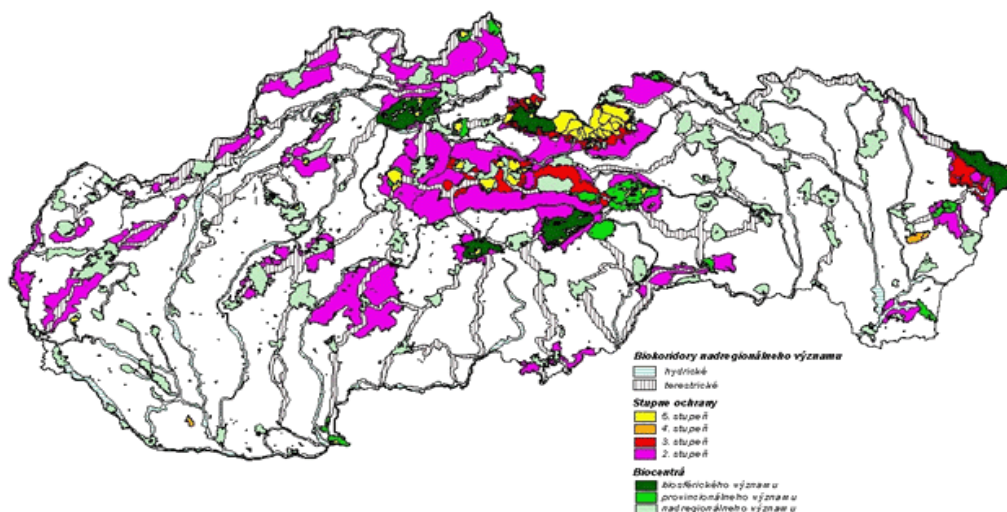 Biokoridory nadregionálneho významu
hydrické
terestrické
Stupne ochrany
5. stupeň
4. stupeň
3. stupeň
2. stupeň
Biocentrá
biosférického významu
provincionálneho významu
nadregionálneho významu